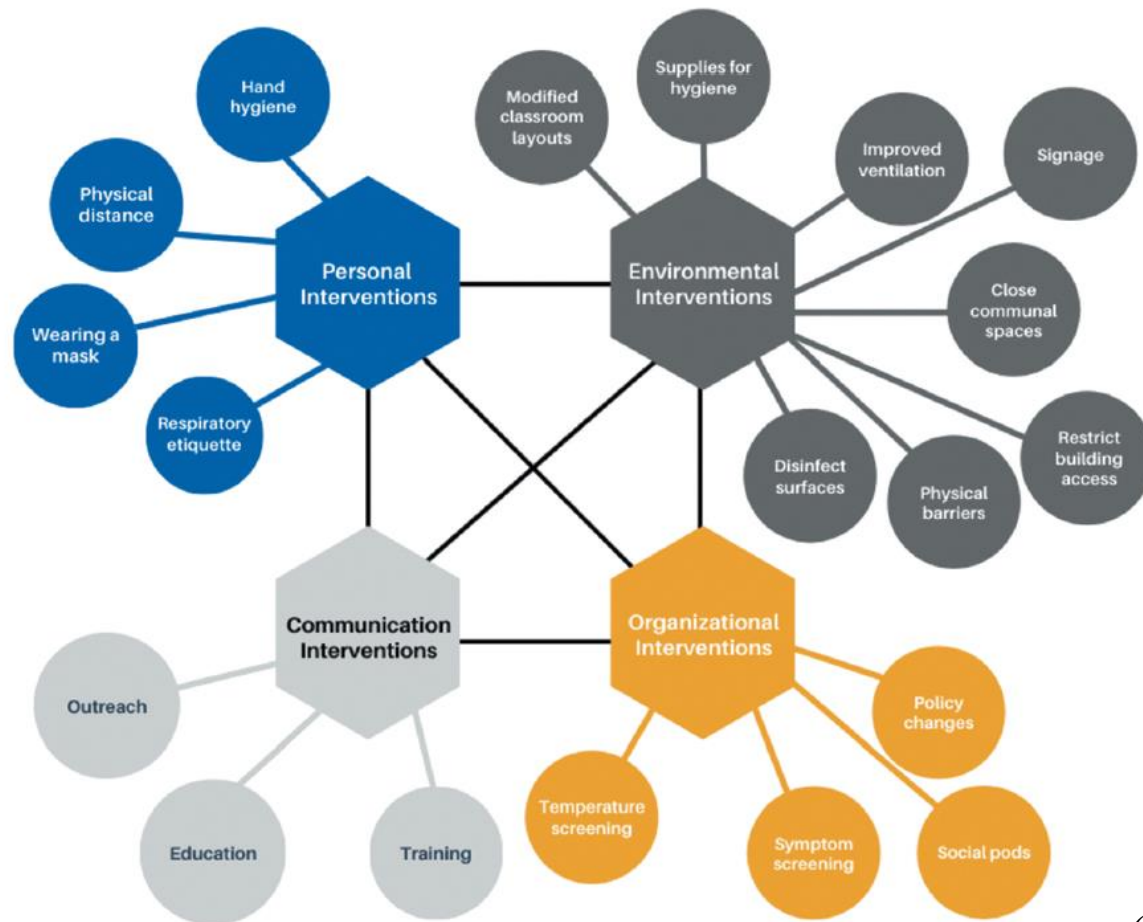 Hand
hygiene
Physical
distance
Wearing a
mask
Respiratory
etiquette
Personal
Interventions
Modified
classroom
layouts
Supplies for
hygiene
Improved
ventilation
Signage
Close
communal
spaces
Restrict
building
access
Physical
barriers
Disinfect
surfaces
Environmental
Interventions
Communication
Interventions
Outreach
Education
Training
Organizational
Interventions
Policy
changes
Social pods
Symptom
screening
Temperature
screening